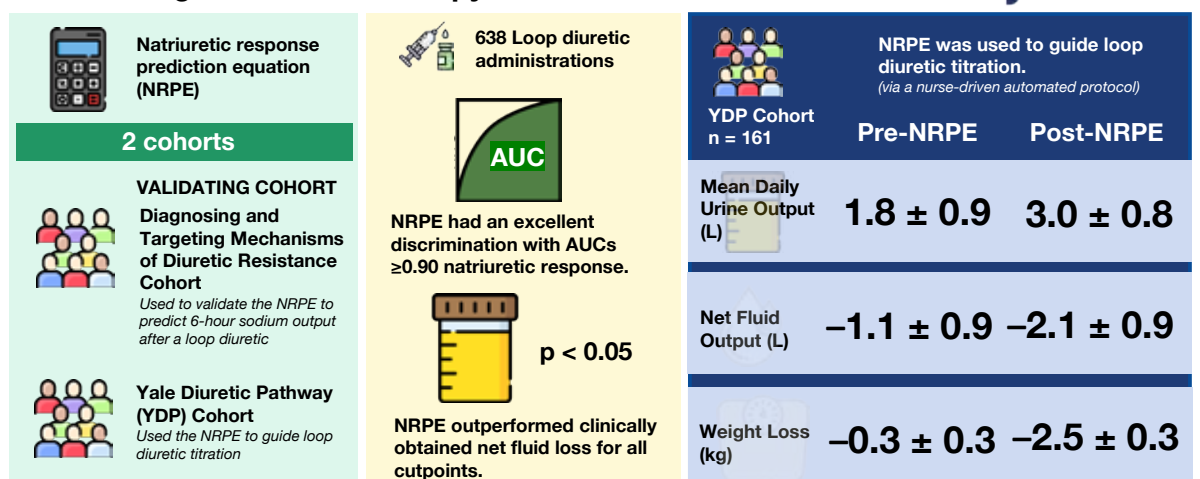 Natriuretic response
prediction equation
(NRPE)
2 cohorts
VALIDATING COHORT
Diagnosing and
Targeting Mechanisms
of Diuretic Resistance
Cohort
Used to validate the NRPE to
predict 6-hour sodium output
after a loop diuretic
Yale Diuretic Pathway
(YDP) Cohort
Used the NRPE to guide loop
diuretic titration
638 Loop diuretic
administrations
AUC
NRPE had an excellent
discrimination with AUCs
≥0.90 natriuretic response.
p < 0.05
NRPE outperformed clinically
obtained net fluid loss for all
cutpoints.
NRPE was used to guide loop
diuretic titration.
(via a nurse-driven automated protocol)
YDP Cohort
n = 161
Pre-NRPE Post-NRPE
Mean Daily
Urine Output
(L)
1.8 ± 0.9 3.0 ± 0.8
Net Fluid
Output (L)
–1.1 ± 0.9 –2.1 ± 0.9
Weight Loss
(kg)
–0.3 ± 0.3 –2.5 ± 0.3